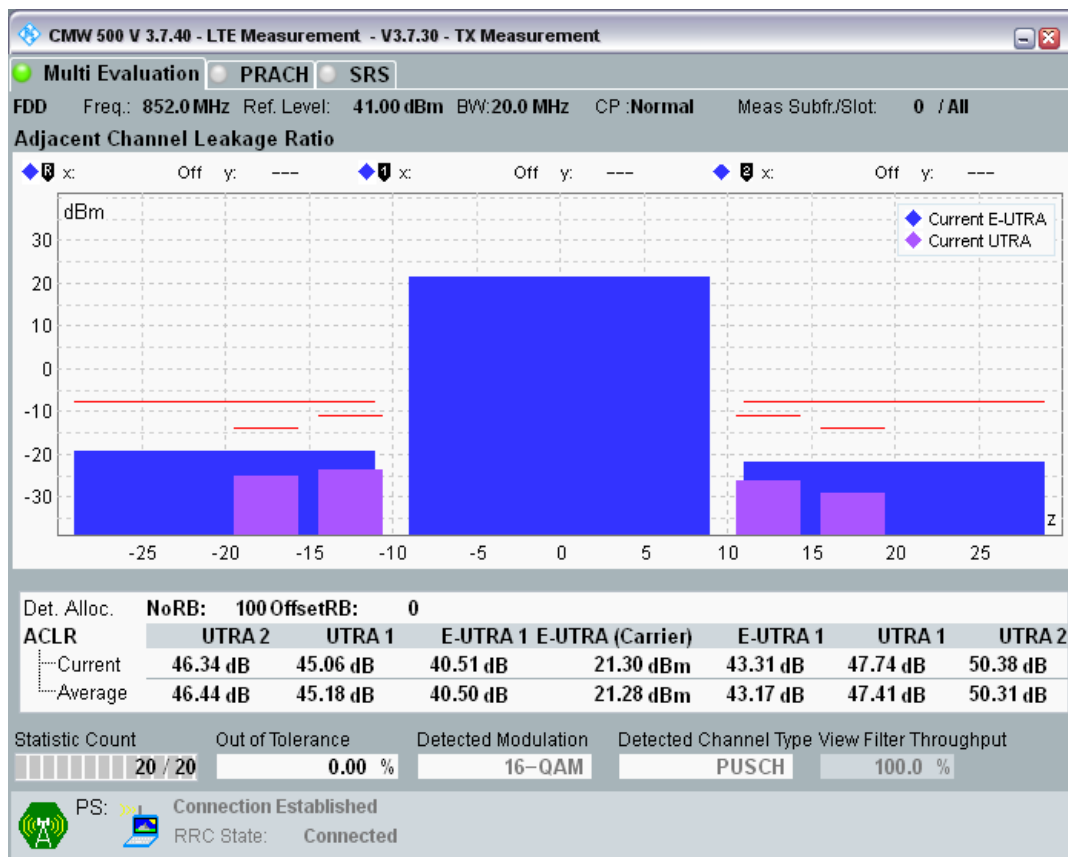 CMW 500 V 3.7.40 - LTE Measurement - V3.7.30 - TX Measurement
Multi Evaluation PRACH SRS
FDD Freq.: 852.0 MHz Ref. Level: 41.00 dBm BW:20.0 MHz CP :Normal Meas Subfr./Slot: 0 / All
Adjacent Channel Leakage Ratio
R x: Off y: --- 1 x: Off y: --- 2 x: Off y: ---
dBm
Current E-UTRA
Current UTRA
30
20
10
0
-10
-20
-30
z
-25 -20 -15 -10 -5 0 5 10 15 20 25
Det. Alloc. NoRB: 100 OffsetRB: 0
ACLR UTRA 2 UTRA 1 E-UTRA 1 E-UTRA (Carrier) E-UTRA 1 UTRA 1 UTRA 2
Current 46.34 dB 45.06 dB 40.51 dB 21.30 dBm 43.31 dB 47.74 dB 50.38 dB
Average 46.44 dB 45.18 dB 40.50 dB 21.28 dBm 43.17 dB 47.41 dB 50.31 dB
Statistic Count Out of Tolerance Detected Modulation Detected Channel Type View Filter Throughput
20 / 20 0.00 % 16-QAM PUSCH 100.0 %
PS: Connection Established
RRC State: Connected